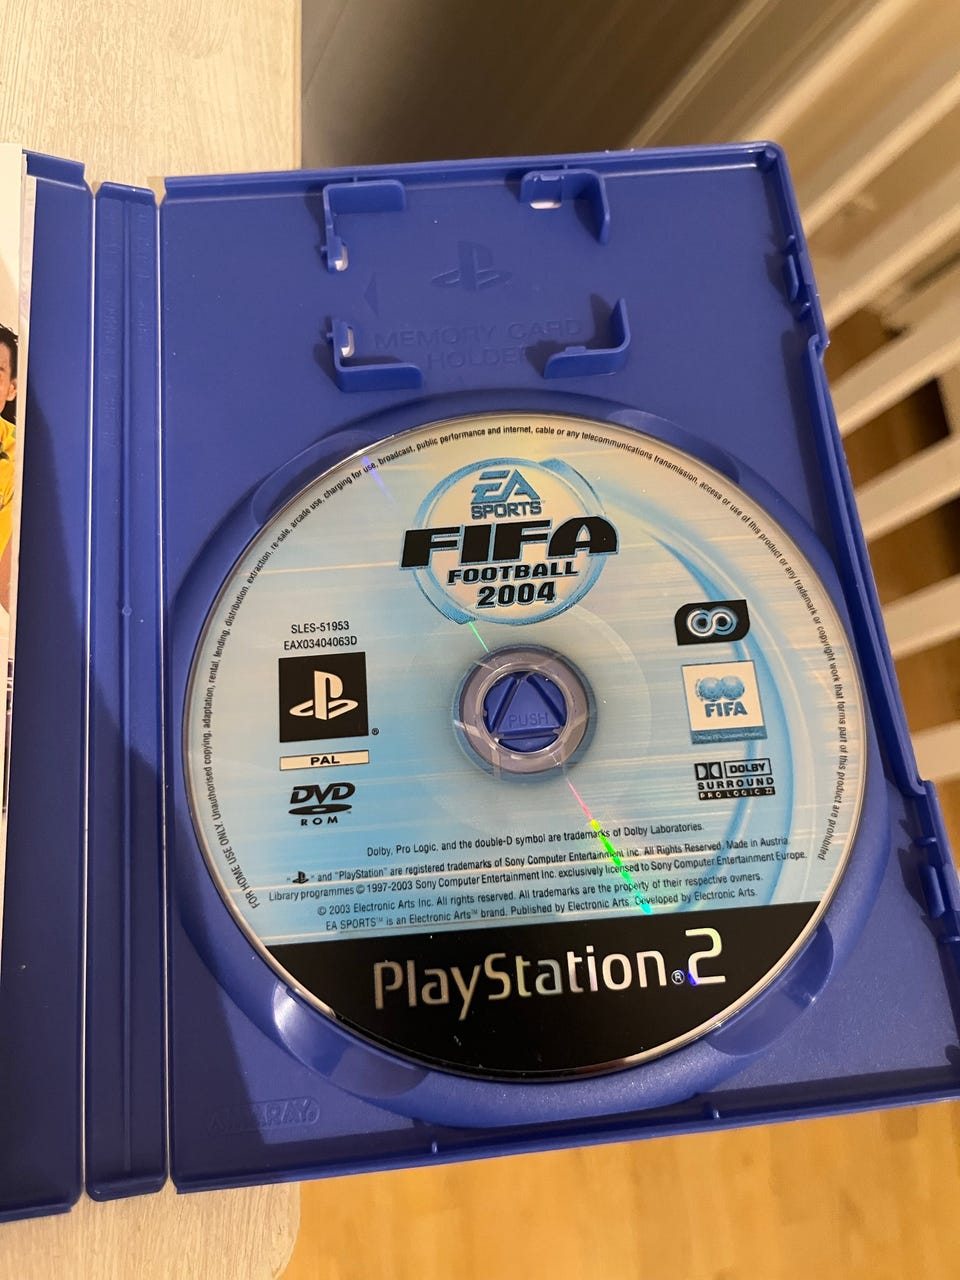 MEMORY CARD
HOLDER
FOR HOME USE ONLY. Unauthorised copying, adaptation, rental, lending, distribution, extraction, re-sale, arcade use, charging for use, broadcast, public performance and internet, cable or any telecommunications transmission, access or use of this product or any trademark or copyright work that forms part of this product are prohibited
EA
SPORTS
FIFA
FOOTBALL
2004
SLES-51953
EAX03404063D
PAL
DVD
ROM
PUSH
FIFA
DOLBY
SURROUND
PRO LOGIC II
Dolby, Pro Logic, and the double-D symbol are trademarks of Dolby Laboratories.
" " and "PlayStation" are registered trademarks of Sony Computer Entertainment Inc. All Rights Reserved. Made in Austria.
Library programmes © 1997-2003 Sony Computer Entertainment Inc. exclusively licensed to Sony Computer Entertainment Europe.
© 2003 Electronic Arts Inc. All rights reserved. All trademarks are the property of their respective owners.
EA SPORTS™ is an Electronic Arts™ brand. Published by Electronic Arts. Developed by Electronic Arts.
PlayStation®2
AMARAY®